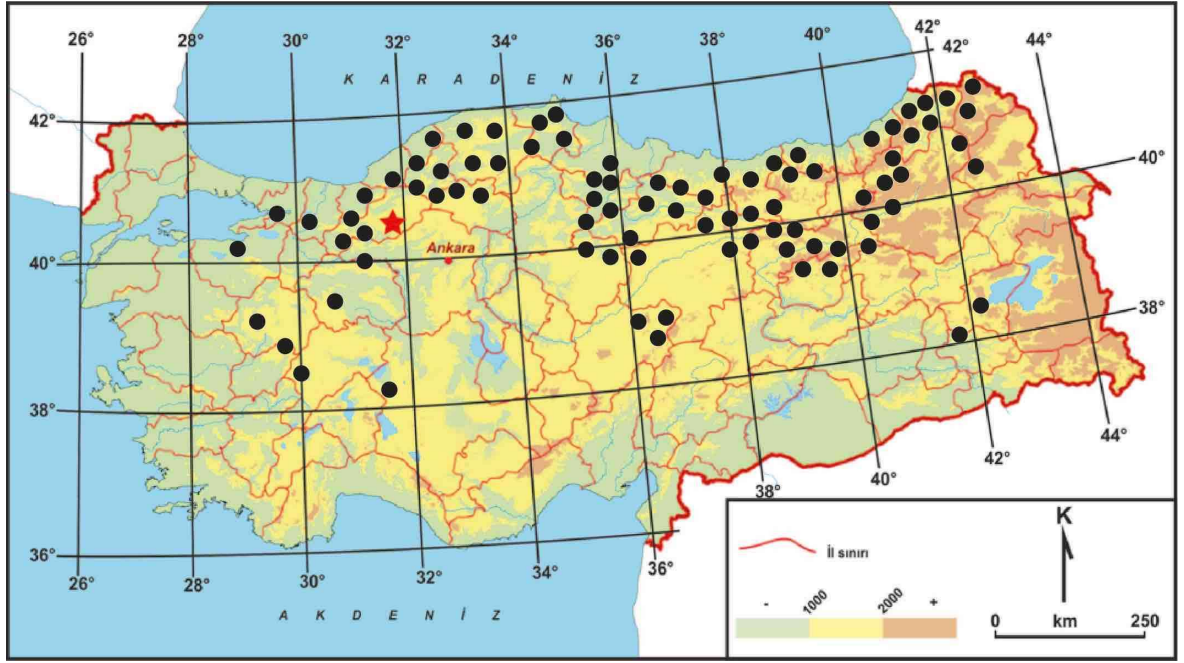 26° 28° 30° 32° 34° 36° 38° 40° 42° 44°
42°
K A R A D E N İ Z
42° 42°
40° 40°
Ankara
38° 38°
36°
26° 28° 30° 32° 34° 36° 38° 40° 42° 44°
A K D E N İ Z
İl sınırı
- 1000 2000 +
K
0 km 250